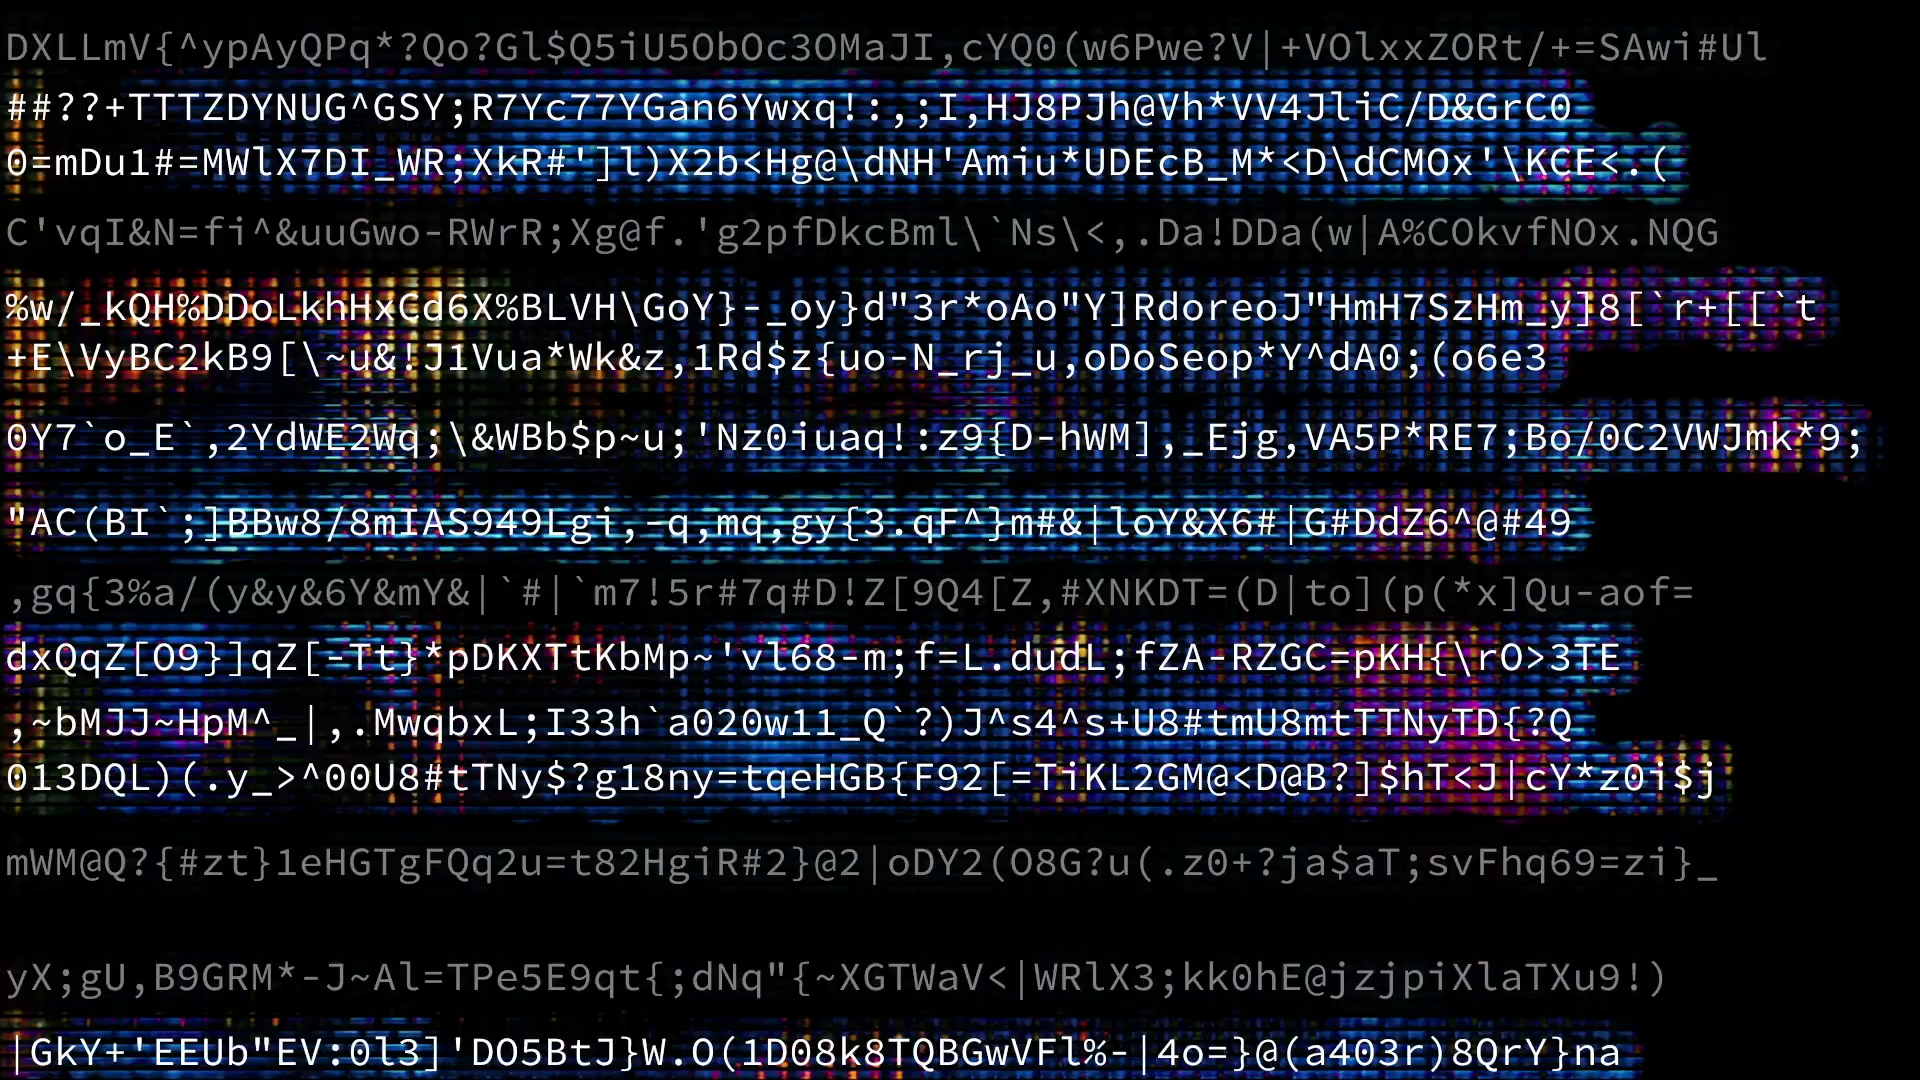 DXLLmV{^ypAyQPq*?Qo?Gl$Q5iU5ObOc3OMaJI,cYQ0(w6Pwe?V|+VOlxxZORt/+=SAwi#Ul
##??+TTTZDYNUG^GSY;R7Yc77YGan6Ywxq!:,;I,HJ8PJh@Vh*VV4JliC/D&GrC0
0=mDu1#=MWlX7DI_WR;XkR#']l)X2b<Hg@\dNH'Amiu*UDEcB_M*<D\dCMOx'\KCE<.(
C'vqI&N=fi^&uuGwo-RWrR;Xg@f.'g2pfDkcBml\`Ns\<,.Da!DDa(w|A%COkvfNOx.NQG
%w/_kQH%DDoLkhHxCd6X%BLVH\GoY}-_oy}d"3r*oAo"Y]RdoreoJ"HmH7SzHm_y]8[`r+[[`t
+E\VyBC2kB9[\~u&!J1Vua*Wk&z,1Rd$z{uo-N_rj_u,oDoSeop*Y^dA0;(o6e3
0Y7`o_E`,2YdWE2Wq;\&WBb$p~u;'Nz0iuaq!:z9{D-hWM],_Ejg,VA5P*RE7;Bo/0C2VWJmk*9;
"AC(BI`;]BBw8/8mIAS949Lgi,-q,mq,gy{3.qF^}m#&|loY&X6#|G#DdZ6^@#49
,gq{3%a/(y&y&6Y&mY&|`#|`m7!5r#7q#D!Z[9Q4[Z,#XNKDT=(D|to](p(*x]Qu-aof=
dxQqZ[O9}]qZ[-Tt}*pDKXTtKbMp~'vl68-m;f=L.dudL;fZA-RZGC=pKH{\rO>3TE
,~bMJJ~HpM^_|,.MwqbxL;I33h`a020w11_Q`?)J^s4^s+U8#tmU8mtTTNyTD{?Q
013DQL)(.y_>^00U8#tTNy$?g18ny=tqeHGB{F92[=TiKL2GM@<D@B?]$hT<J|cY*z0i$j
mWM@Q?{#zt}1eHGTgFQq2u=t82HgiR#2}@2|oDY2(O8G?u(.z0+?ja$aT;svFhq69=zi}_
yX;gU,B9GRM*-J~Al=TPe5E9qt{;dNq"{~XGTWaV<|WRlX3;kk0hE@jzjpiXlaTXu9!)
|GkY+'EEUb"EV:0l3]'DO5BtJ}W.O(1D08k8TQBGwVFl%-|4o=}@(a403r)8QrY}na